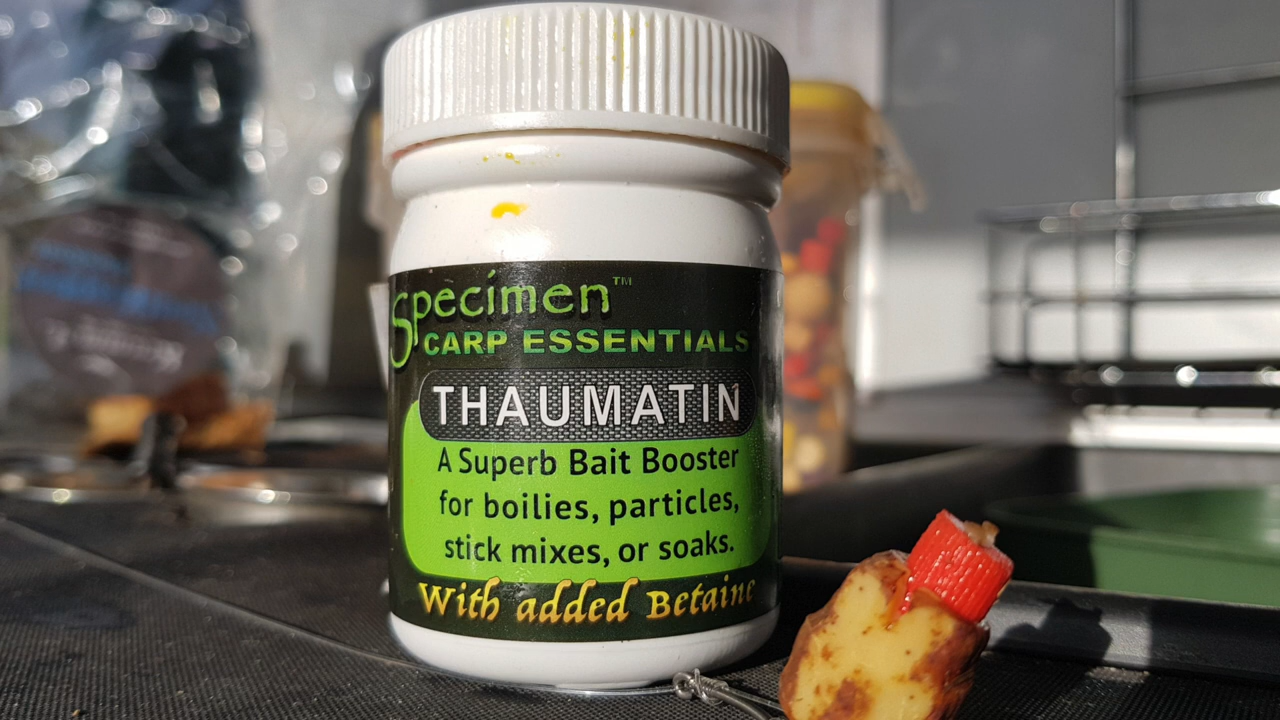 Specimen™
CARP ESSENTIALS
THAUMATIN
A Superb Bait Booster
for boilies, particles,
stick mixes, or soaks.
With added Betaine